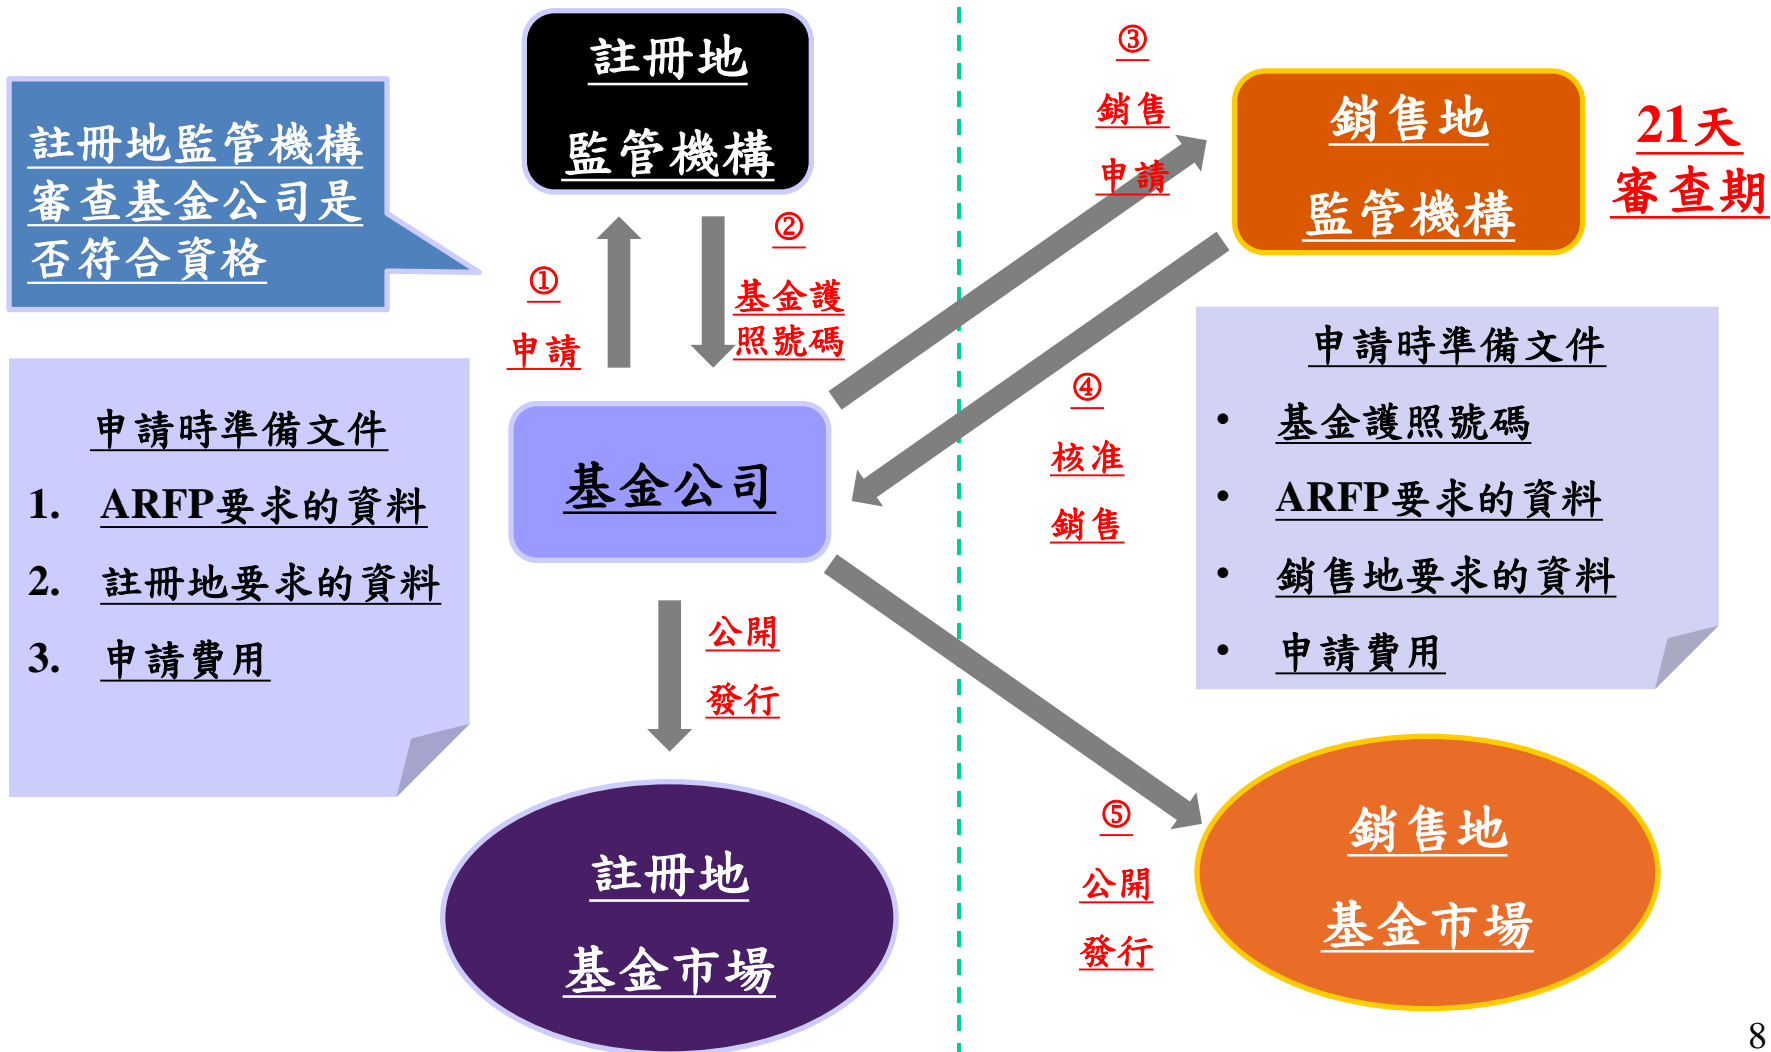 註冊地
監管機構
註冊地監管機構
審查基金公司是
否符合資格
①
申請
②
基金護
照號碼
申請時準備文件
1. ARFP要求的資料
2. 註冊地要求的資料
3. 申請費用
基金公司
公開
發行
註冊地
基金市場
③
銷售
申請
銷售地
監管機構
21天
審查期
④
核准
銷售
申請時準備文件
• 基金護照號碼
• ARFP要求的資料
• 銷售地要求的資料
• 申請費用
⑤
公開
發行
銷售地
基金市場
8